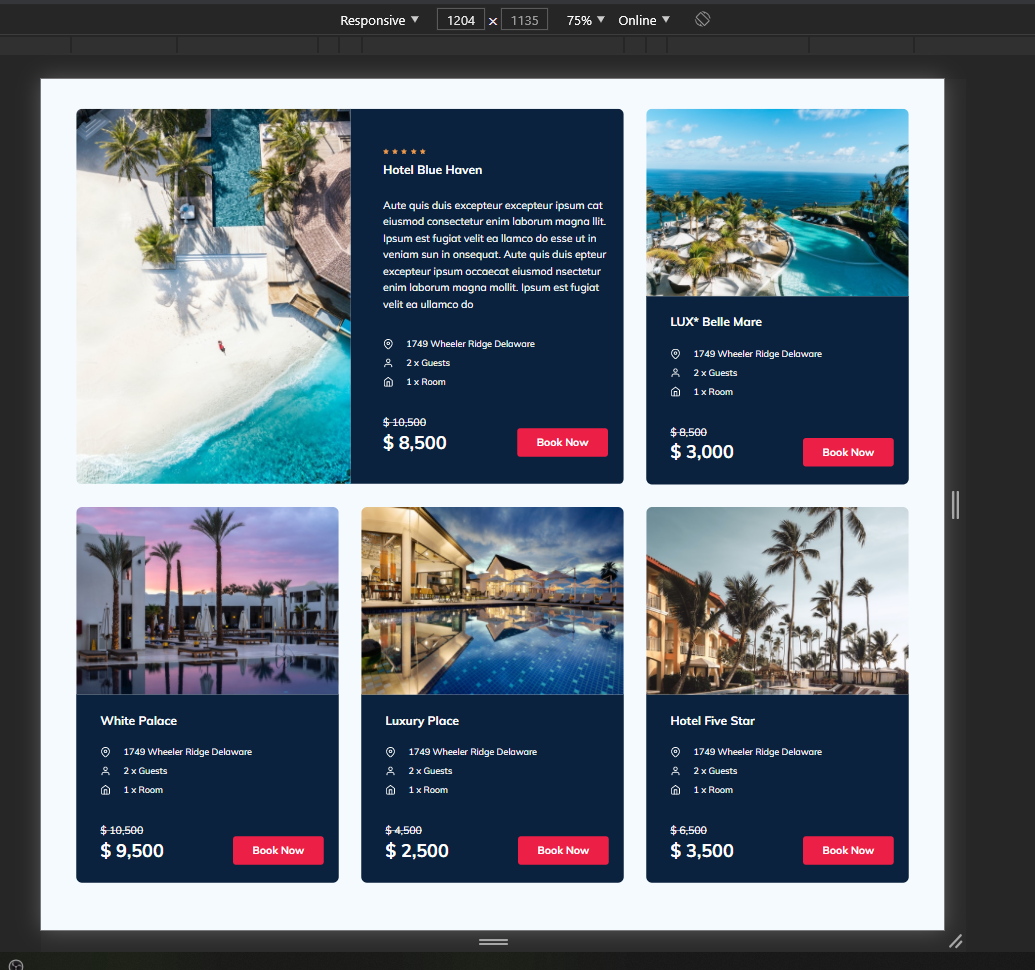 Responsive
1204 × 1135
75%
Online
Hotel Blue Haven
Aute quis duis excepteur excepteur ipsum cat
eiusmod consectetur enim laborum magna llit.
Ipsum est fugiat velit ea llamco do esse ut in
veniam sun in onsequat. Aute quis duis epteur
excepteur ipsum occaecat eiusmod nsectetur
enim laborum magna mollit. Ipsum est fugiat
velit ea ullamco do
1749 Wheeler Ridge Delaware
2 x Guests
1 x Room
$ 10,500
$ 8,500
Book Now
LUX* Belle Mare
1749 Wheeler Ridge Delaware
2 x Guests
1 x Room
$ 8,500
$ 3,000
Book Now
White Palace
1749 Wheeler Ridge Delaware
2 x Guests
1 x Room
$ 10,500
$ 9,500
Book Now
Luxury Place
1749 Wheeler Ridge Delaware
2 x Guests
1 x Room
$ 4,500
$ 2,500
Book Now
Hotel Five Star
1749 Wheeler Ridge Delaware
2 x Guests
1 x Room
$ 6,500
$ 3,500
Book Now